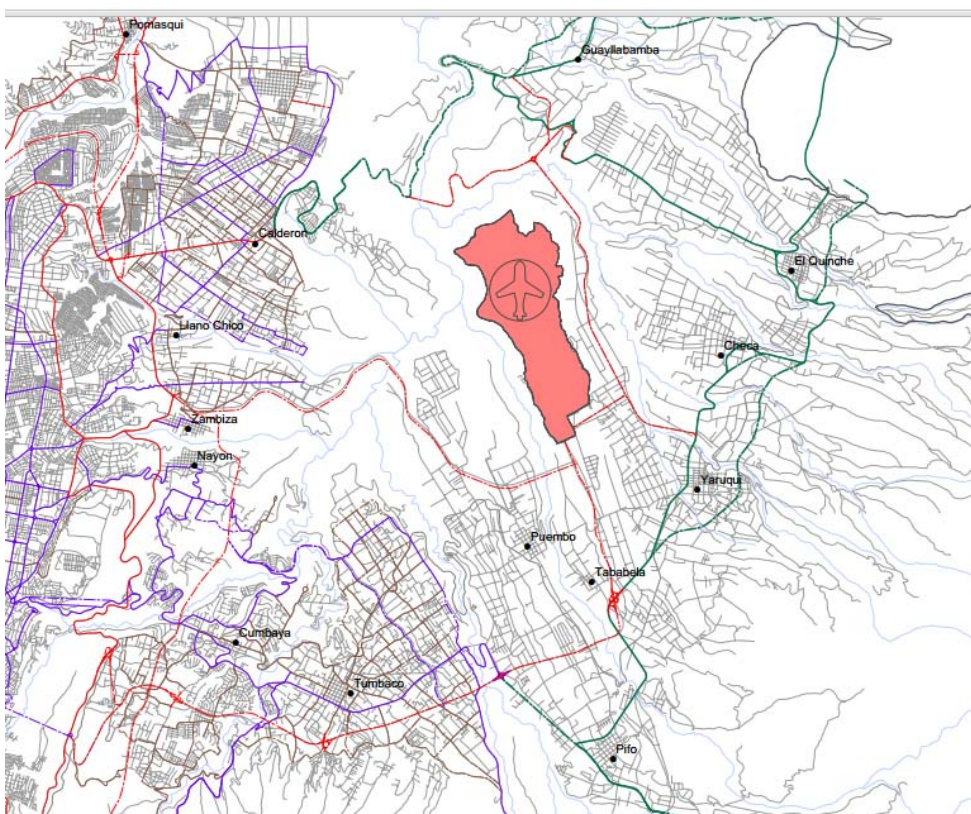 Pomasqui
Guayllabamba
Calderon
El Quinche
Llano Chico
Checa
Zambiza
Nayon
Yaruqui
Puembo
Tababela
Cumbaya
Tumbaco
Pifo